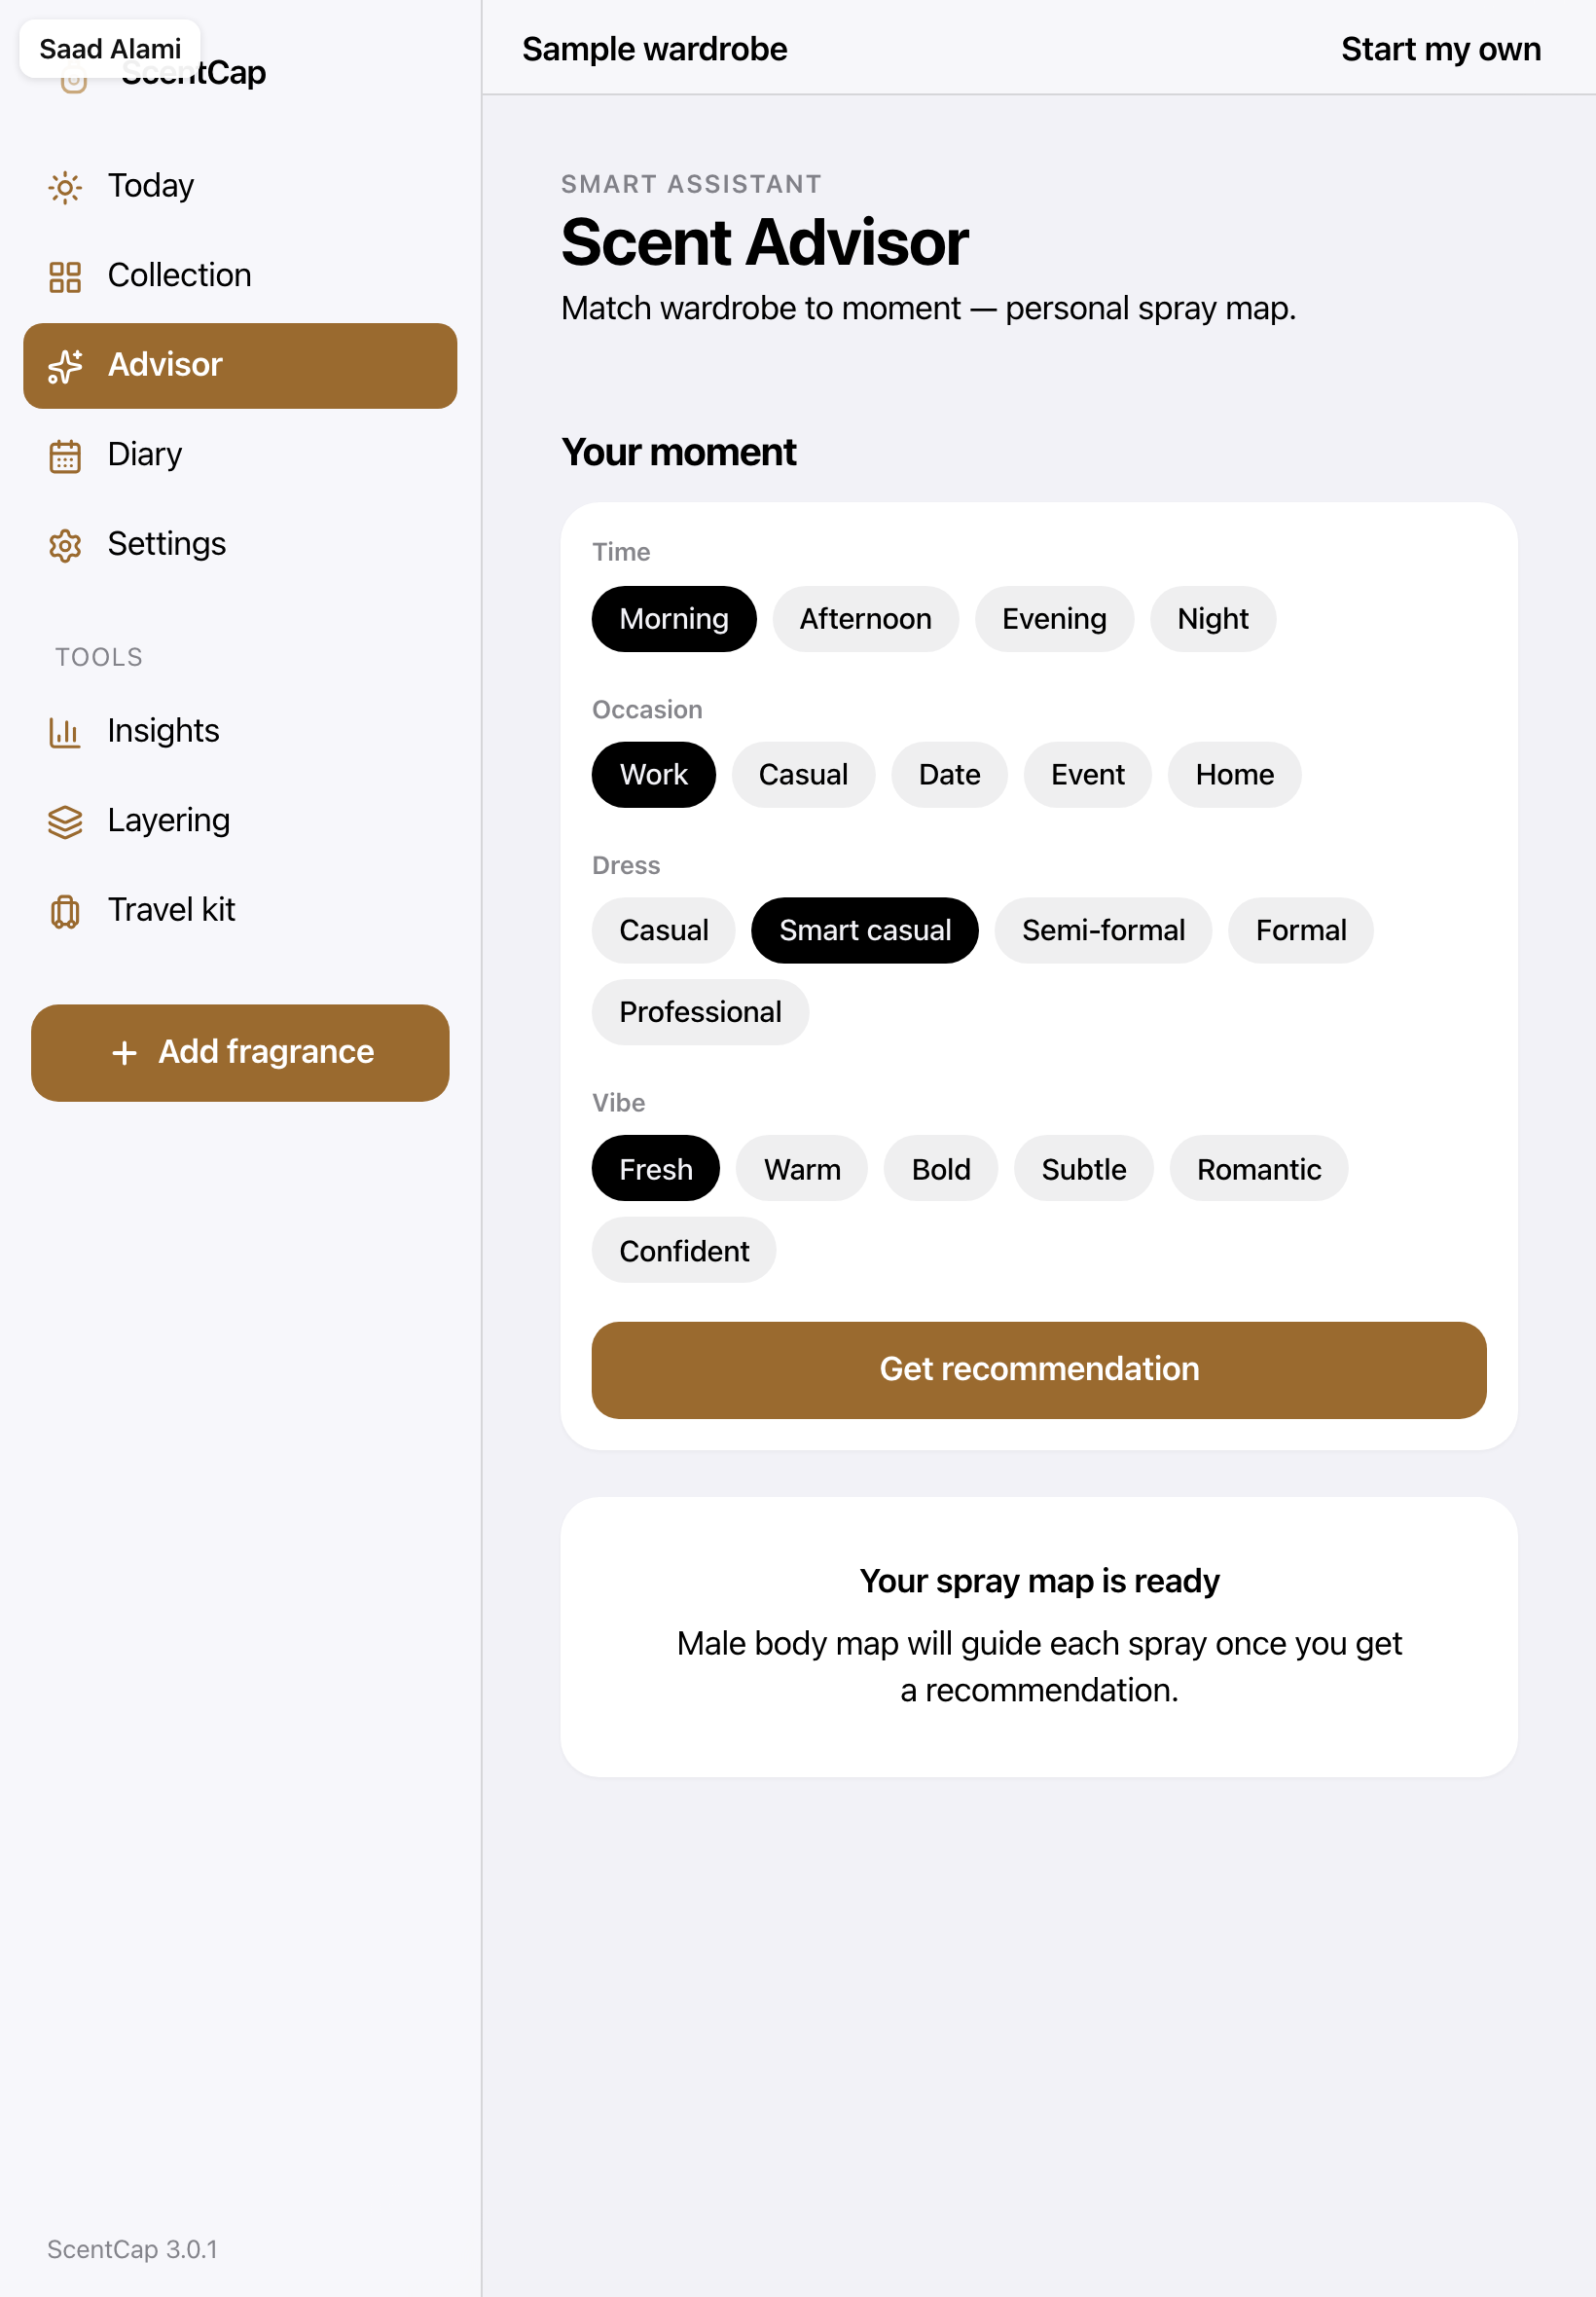 Saad Alami
ScentCap
Today
Collection
Advisor
Diary
Settings
TOOLS
Insights
Layering
Travel kit
+ Add fragrance
ScentCap 3.0.1
Sample wardrobe
Start my own
SMART ASSISTANT
Scent Advisor
Match wardrobe to moment — personal spray map.
Your moment
Time
Morning Afternoon Evening Night
Occasion
Work Casual Date Event Home
Dress
Casual Smart casual Semi-formal Formal
Professional
Vibe
Fresh Warm Bold Subtle Romantic
Confident
Get recommendation
Your spray map is ready
Male body map will guide each spray once you get
a recommendation.